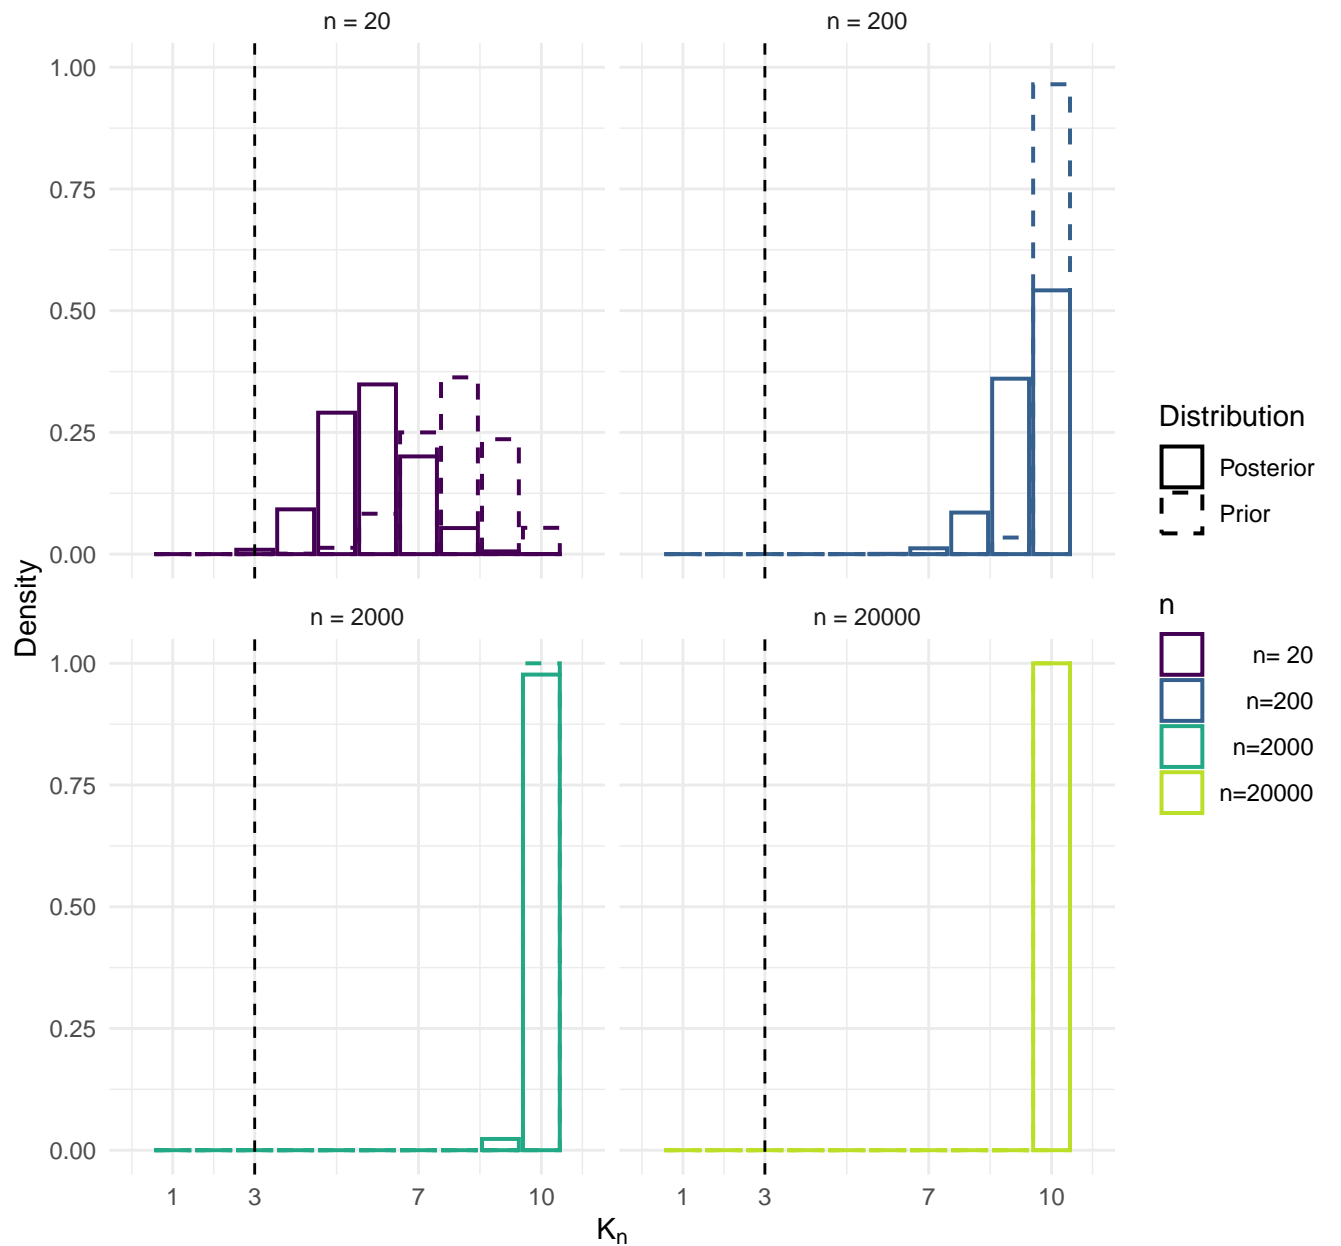 n = 20
n = 200
1.00
0.75
0.50
0.25
0.00
n = 2000
n = 20000
1.00
0.75
0.50
0.25
0.00
1 3 7 10
1 3 7 10
Kn
Density
Distribution
Posterior
Prior
n
n= 20
n=200
n=2000
n=20000